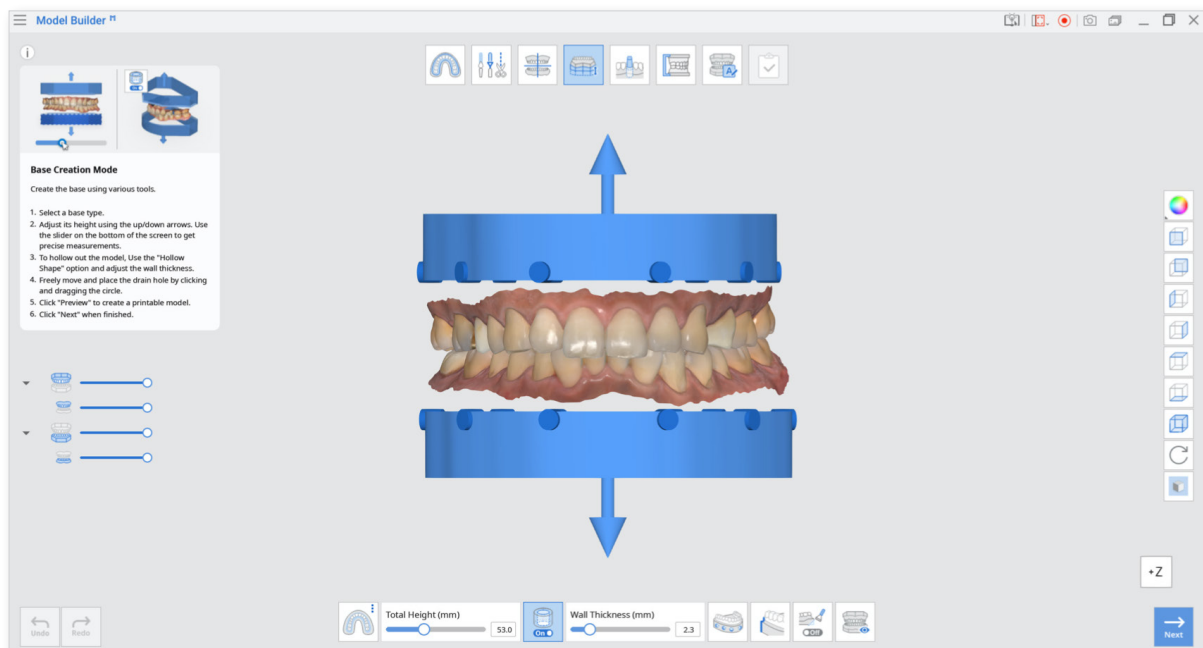 Model Builder
Base Creation Mode
Create the base using various tools.
1. Select a base type.
2. Adjust its height using the up/down arrows. Use
the slider on the bottom of the screen to get
precise measurements.
3. To hollow out the model, Use the "Hollow
Shape" option and adjust the wall thickness.
4. Freely move and place the drain hole by clicking
and dragging the circle.
5. Click "Preview" to create a printable model.
6. Click "Next" when finished.
+Z
Undo
Redo
Total Height (mm)
53.0
On
Wall Thickness (mm)
2.3
Off
Next